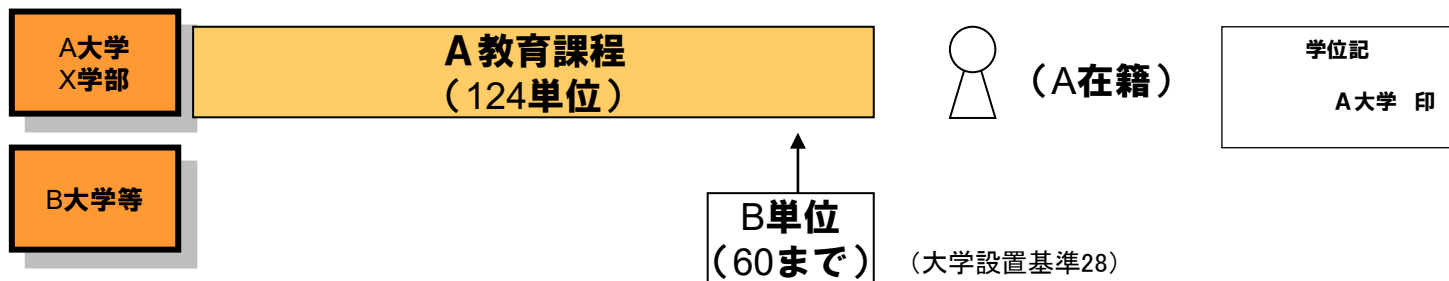 A大学
X学部
A教育課程
（124単位）
（A在籍）
学位記
A大学 印
B大学等
B単位
（60まで）
（大学設置基準28）